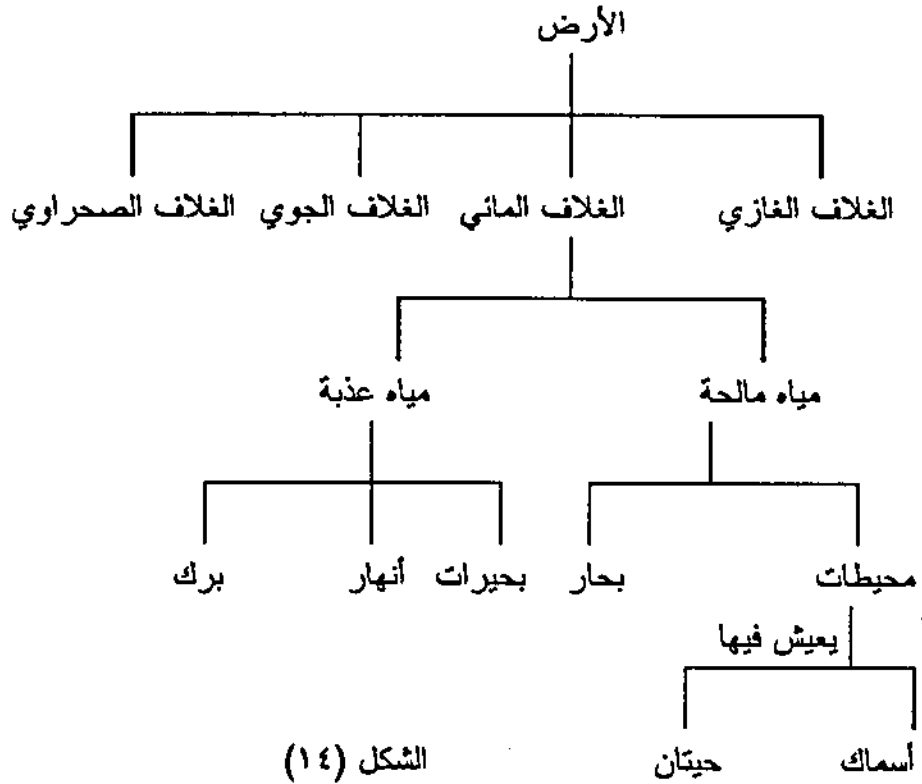 الأرض
الغلاف الغازي الغلاف المائي الغلاف الجوي الغلاف الصحراوي
مياه مالحة مياه عذبة
محيطات بحار بحيرات أنهار برك
يعيش فيها
أسماك حيتان الشكل (١٤)